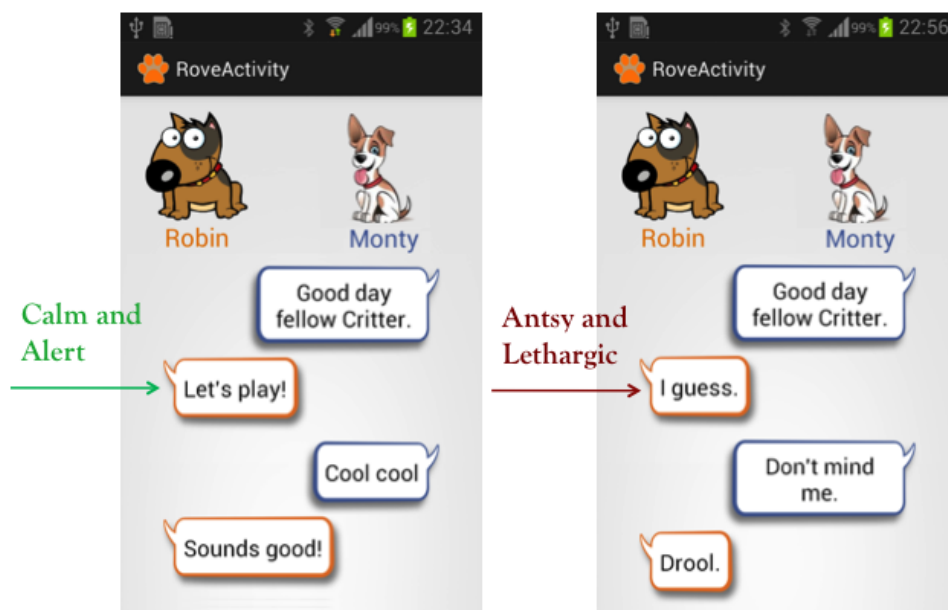 99% 22:34
RoveActivity
Robin
Monty
Good day
fellow Critter.
Calm and
Alert
Let's play!
Cool cool
Sounds good!
99% 22:56
RoveActivity
Robin
Monty
Good day
fellow Critter.
Antsy and
Lethargic
I guess.
Don't mind
me.
Drool.